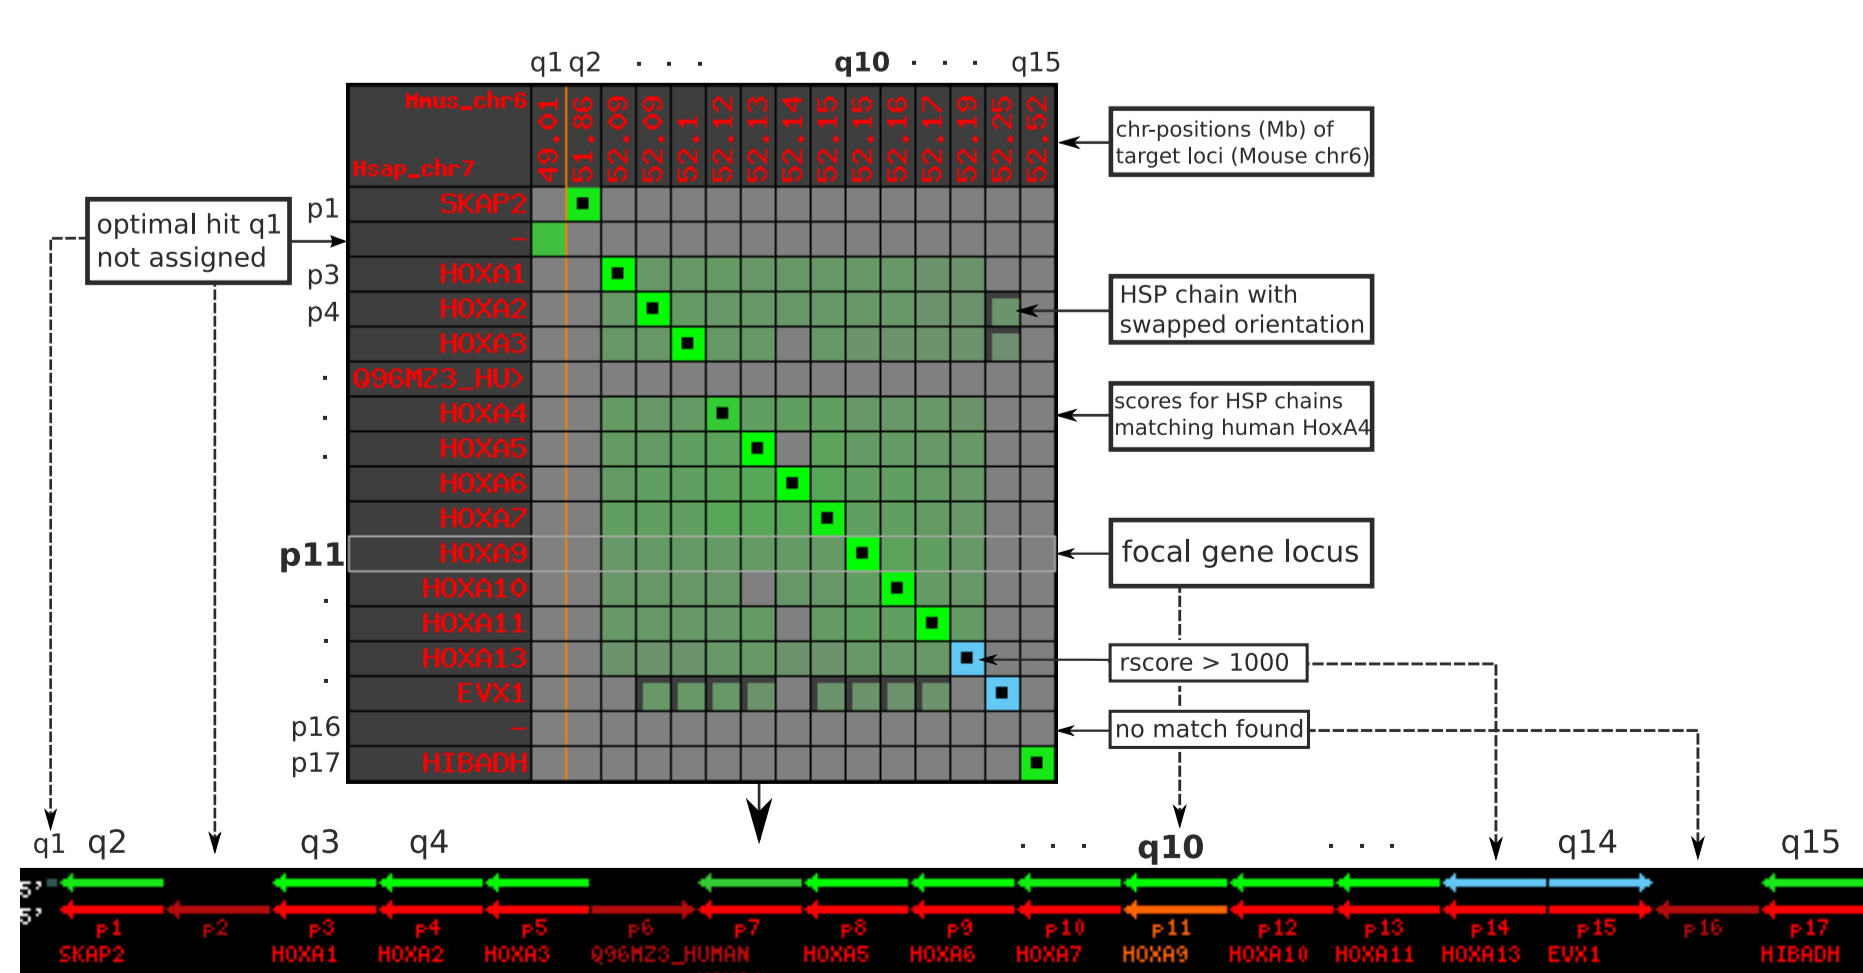 q1 q2 · · · q10 · · · q15
Mmus_chr6
Hsap_chr7
49.01 51.86 52.09 52.09 52.1 52.12 52.13 52.14 52.15 52.15 52.16 52.17 52.19 52.25 52.52
chr-positions (Mb) of
target loci (Mouse chr6)
optimal hit q1
not assigned
p1 SKAP2
–
p3 HOXA1
p4 HOXA2
HOXA3
· Q96MZ3_HU>
· HOXA4
· HOXA5
HOXA6
HOXA7
p11 HOXA9
· HOXA10
· HOXA11
HOXA13
· EVX1
p16 –
p17 HIBADH
HSP chain with
swapped orientation
scores for HSP chains
matching human HoxA4
focal gene locus
rscore > 1000
no match found
q1 q2 q3 q4 · · · q10 · · · q14 q15
5'
5'
p1 p2 p3 p4 p5 p6 p7 p8 p9 p10 p11 p12 p13 p14 p15 p16 p17
SKAP2 HOXA1 HOXA2 HOXA3 Q96MZ3_HUMAN HOXA5 HOXA6 HOXA7 HOXA9 HOXA10 HOXA11 HOXA13 EVX1 HIBADH